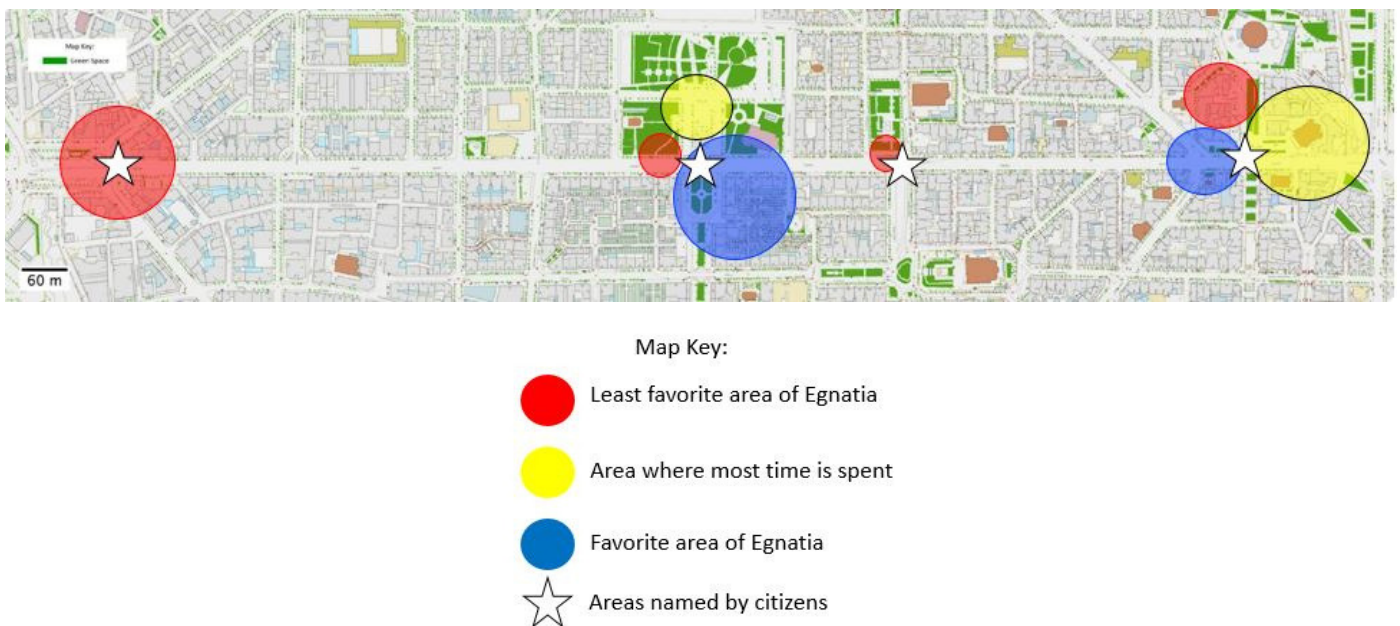 Map Key:
Green Space
60 m
Map Key:
Least favorite area of Egnatia
Area where most time is spent
Favorite area of Egnatia
Areas named by citizens